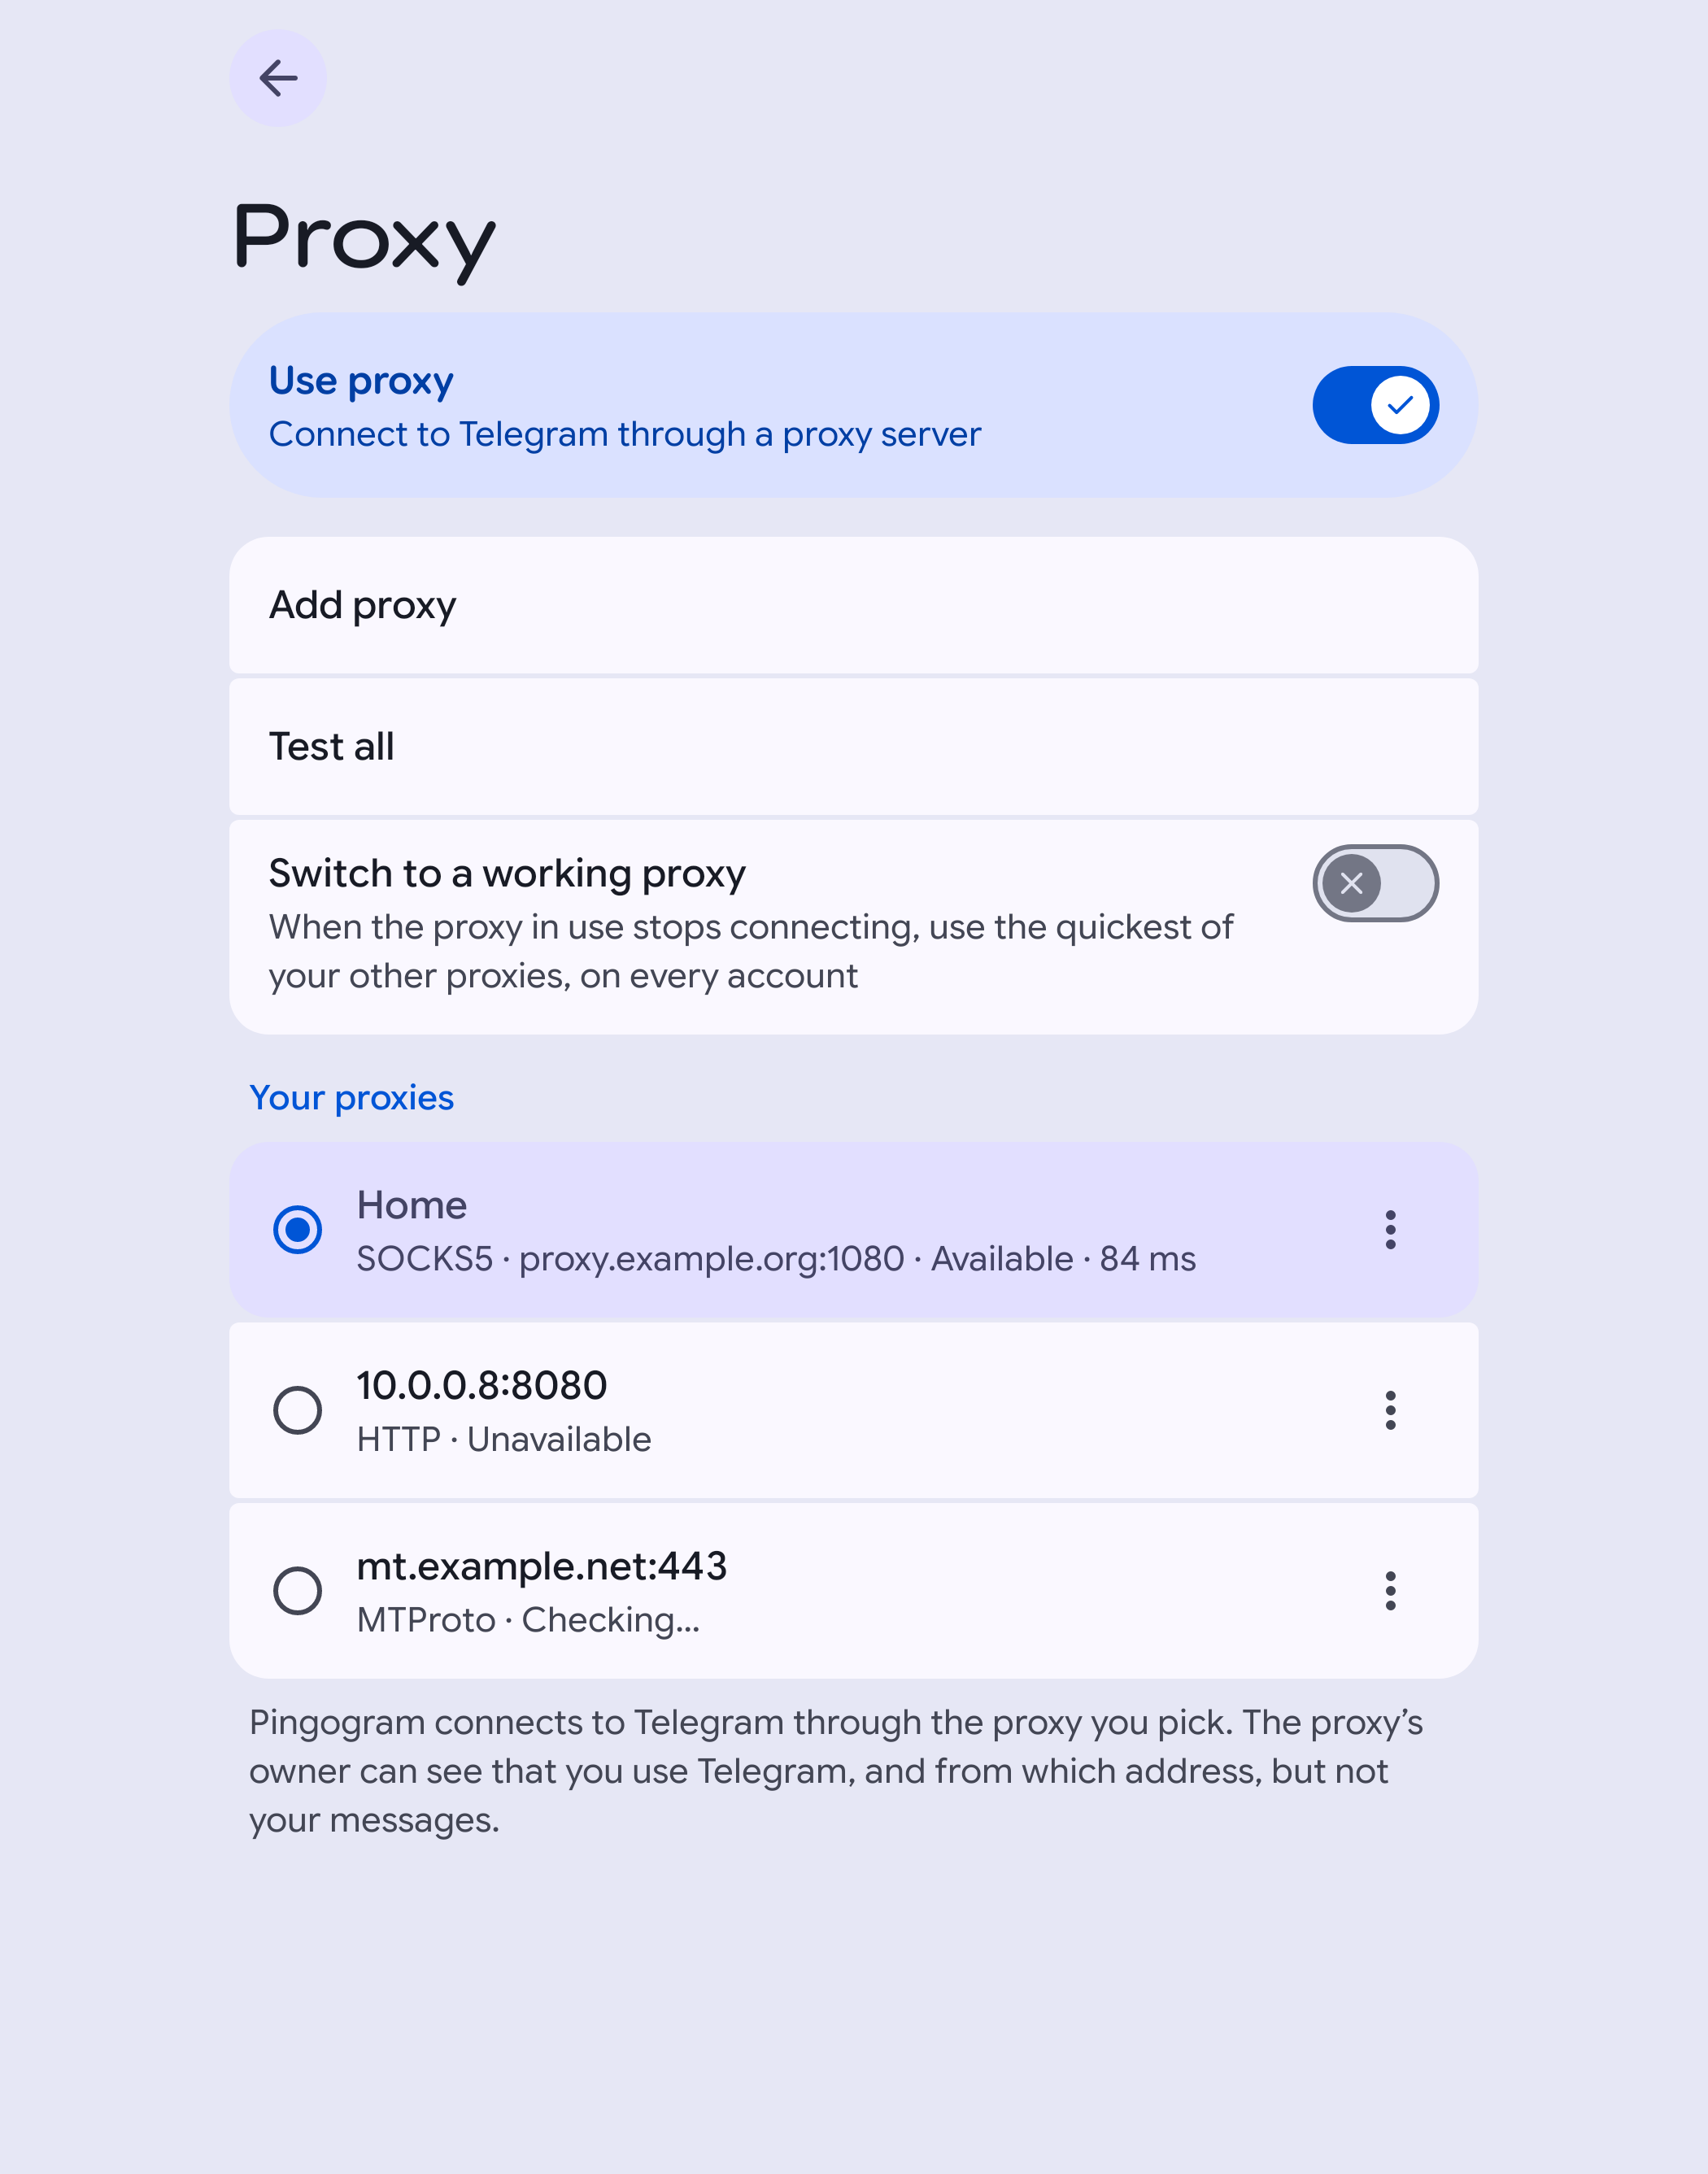 Proxy
Use proxy
Connect to Telegram through a proxy server
Add proxy
Test all
Switch to a working proxy
When the proxy in use stops connecting, use the quickest of
your other proxies, on every account
Your proxies
Home
SOCKS5 · proxy.example.org:1080 · Available · 84 ms
10.0.0.8:8080
HTTP · Unavailable
mt.example.net:443
MTProto · Checking…
Pingogram connects to Telegram through the proxy you pick. The proxy’s
owner can see that you use Telegram, and from which address, but not
your messages.